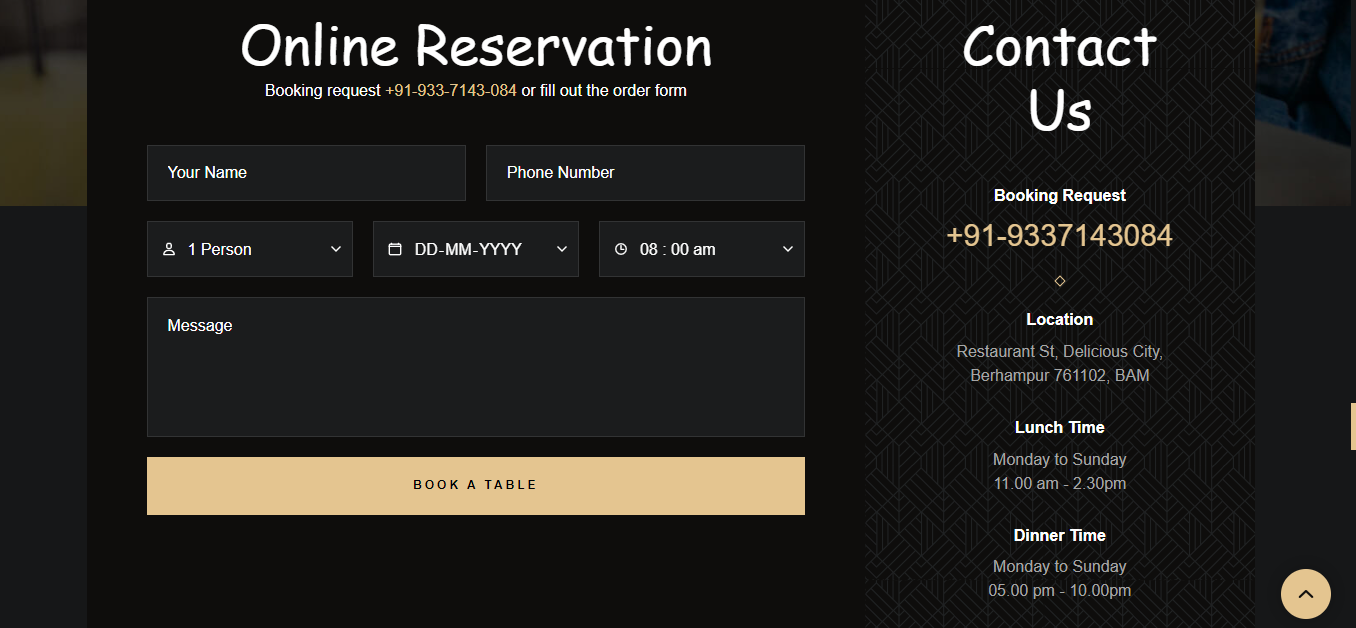 Online Reservation
Booking request +91-933-7143-084 or fill out the order form
Your Name
Phone Number
1 Person
DD-MM-YYYY
08 : 00 am
Message
BOOK A TABLE
Contact
Us
Booking Request
+91-9337143084
Location
Restaurant St, Delicious City,
Berhampur 761102, BAM
Lunch Time
Monday to Sunday
11.00 am - 2.30pm
Dinner Time
Monday to Sunday
05.00 pm - 10.00pm